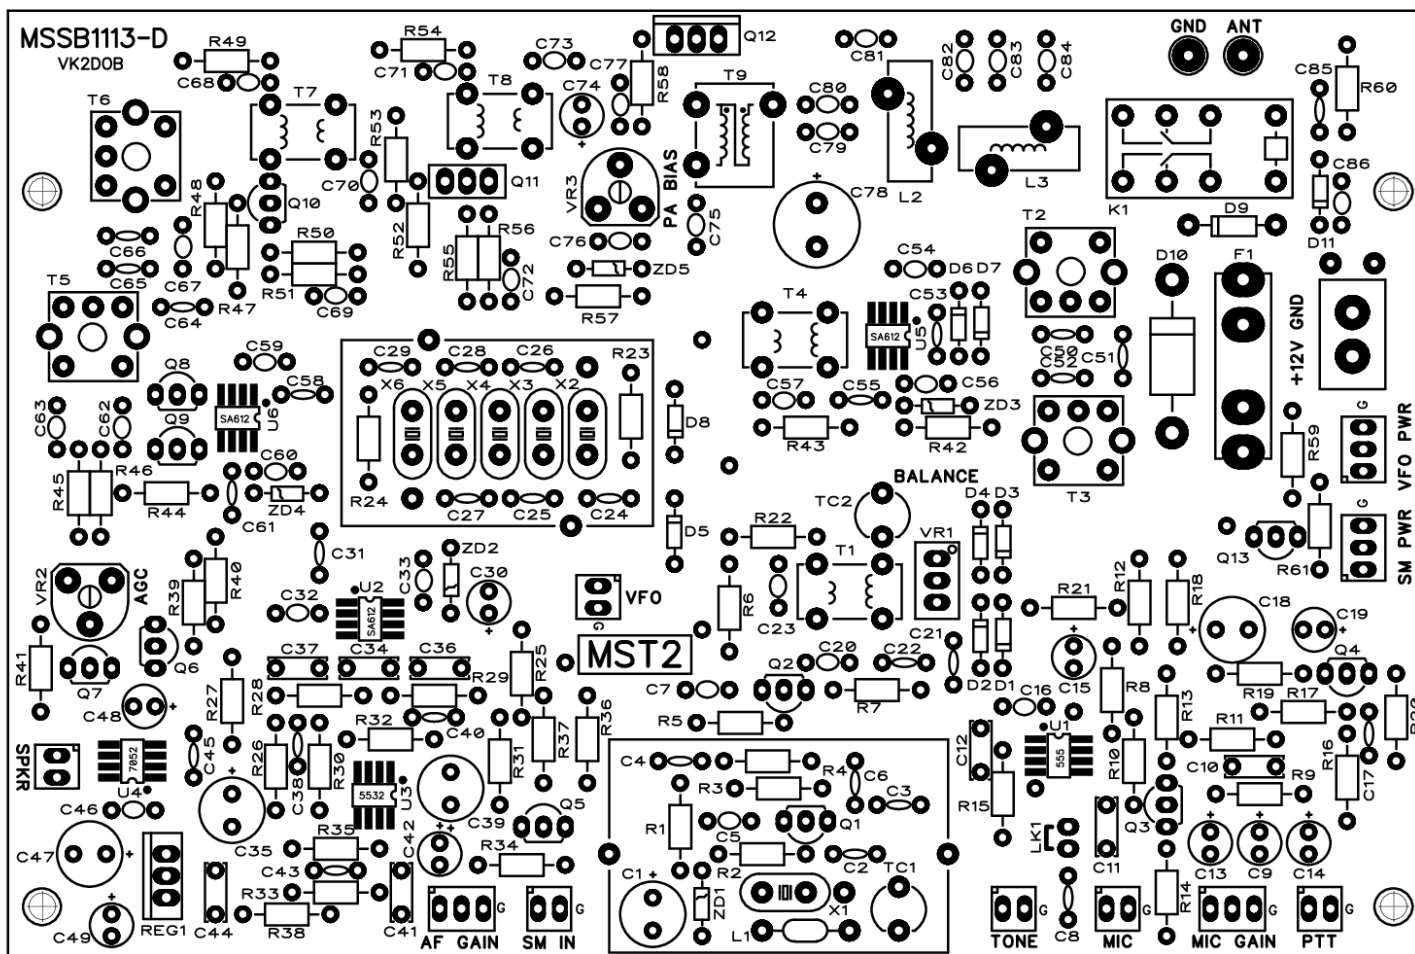 MSSB1113-D
VK2DOB
R49
R54
C73
Q12
C81
C82
C83
C84
GND
ANT
C68
C71
C77
R58
C85
R60
T6
T7
T8
C74
T9
C80
C79
R53
C70
Q11
VR3
PA BIAS
C78
L2
L3
K1
C86
R48
Q10
R52
R55
R56
C75
C76
C54
T2
D9
D11
C66
C65
C67
R47
R50
R51
C69
C72
ZD5
R57
D6
D7
D10
F1
+12V GND
T5
C64
T4
C53
SA612
U5
C50
C52
C51
C59
R23
C29
C28
C26
Q8
C58
X6
X5
X4
X3
X2
C57
C55
C56
ZD3
C63
C62
Q9
SA612
U6
D8
R43
R42
T3
R59
G
VFO PWR
R45
R46
R44
C60
ZD4
C61
R24
C27
C25
C24
D5
BALANCE
TC2
D4
D3
R22
T1
VR1
Q13
R61
G
SM PWR
C31
ZD2
C33
C30
VR2
AGC
R39
R40
U2
SA612
C32
VFO
G
R6
C23
R21
R12
R18
C18
C19
MST2
R41
Q7
Q6
C37
C34
C36
R25
C21
Q2
C20
C22
D2
D1
C15
R8
Q4
R27
R28
R29
C7
R7
C16
R13
R19
R17
C48
R32
C40
R36
R37
R5
R11
R16
R20
SPKR
7052
U4
C45
R26
C38
R30
R31
C4
R4
C6
C12
U1
555
R10
C10
C17
5532
U3
R3
C3
R15
R9
C46
C35
C39
Q5
R1
C5
Q1
LK1
Q3
C47
R35
C42
R34
R2
C2
C11
C13
C9
C14
C43
C1
TC1
R33
ZD1
X1
R14
C49
REG1
C44
R38
C41
G
G
L1
C8
G
G
G
G
AF GAIN
SM IN
TONE
MIC
MIC GAIN
PTT